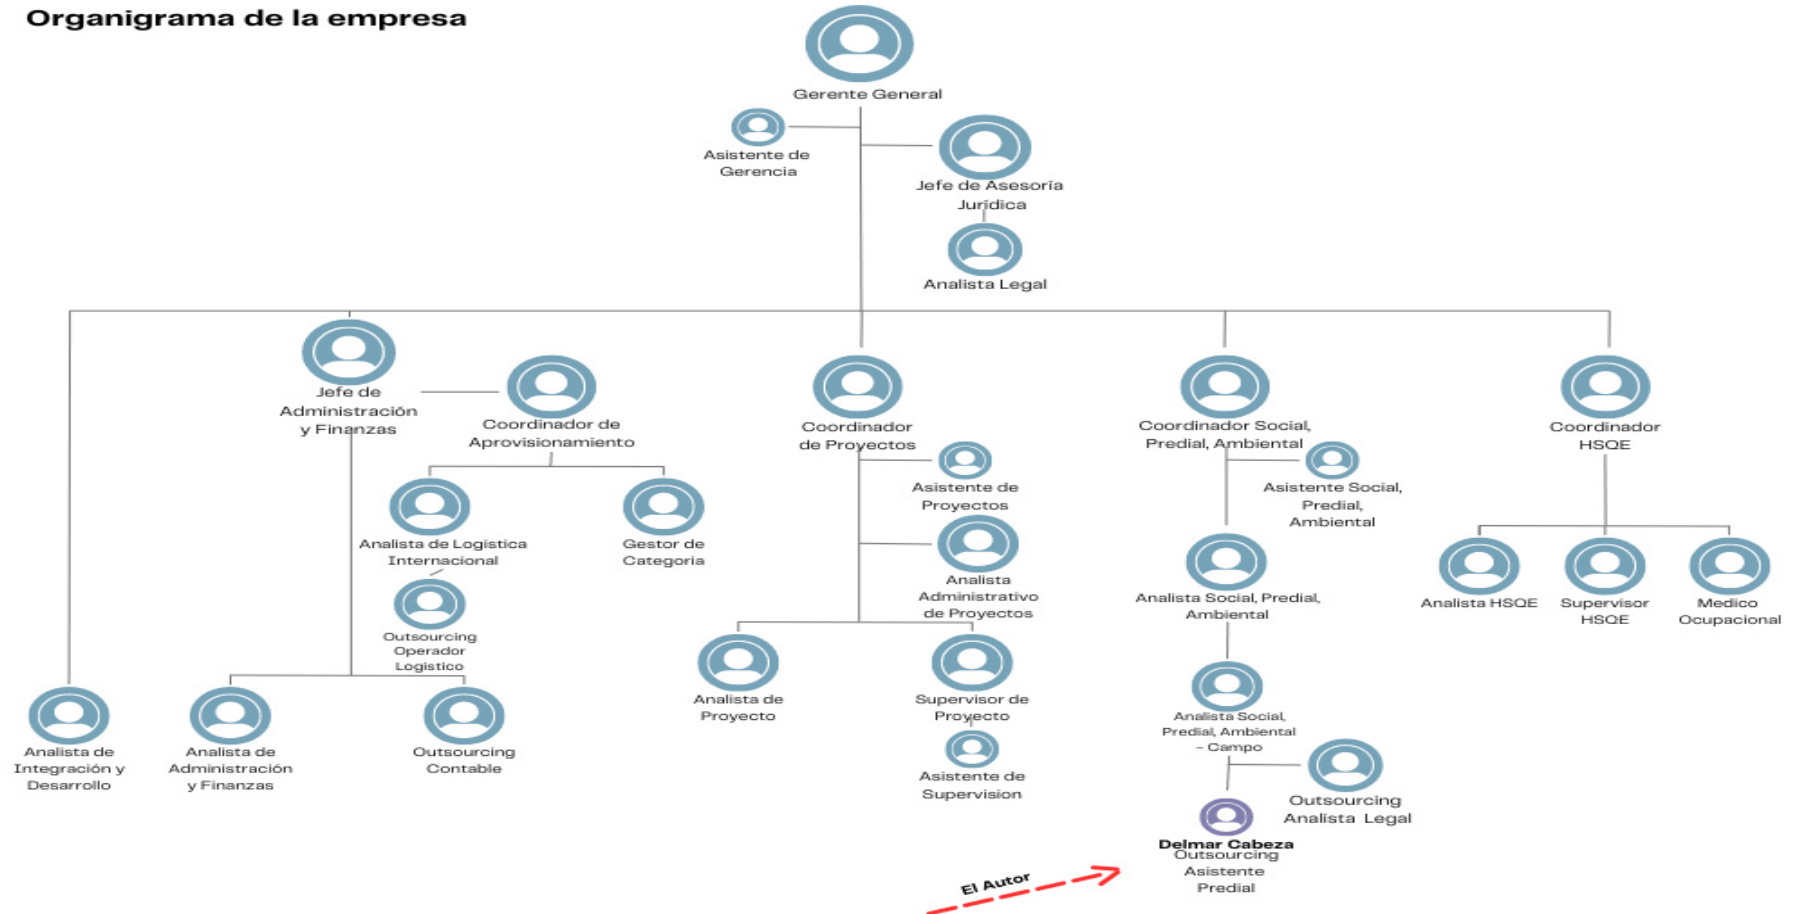 Organigrama de la empresa
Gerente General
Asistente de
Gerencia
Jefe de Asesoría
Jurídica
Analista Legal
Jefe de
Administración
y Finanzas
Coordinador de
Aprovisionamiento
Coordinador
de Proyectos
Coordinador Social,
Predial, Ambiental
Coordinador
HSQE
Asistente de
Proyectos
Asistente Social,
Predial,
Ambiental
Analista de Logistica
Internacional
Gestor de
Categoria
Analista
Administrativo
de Proyectos
Analista Social, Predial,
Ambiental
Analista HSQE
Supervisor
HSQE
Medico
Ocupacional
Outsourcing
Operador
Logistico
Analista de
Proyecto
Supervisor de
Proyecto
Analista Social,
Predial, Ambiental
- Campo
Analista de
Integración y
Desarrollo
Analista de
Administración
y Finanzas
Outsourcing
Contable
Asistente de
Supervision
Outsourcing
Analista Legal
Delmar Cabeza
Outsourcing
Asistente
Predial
El Autor